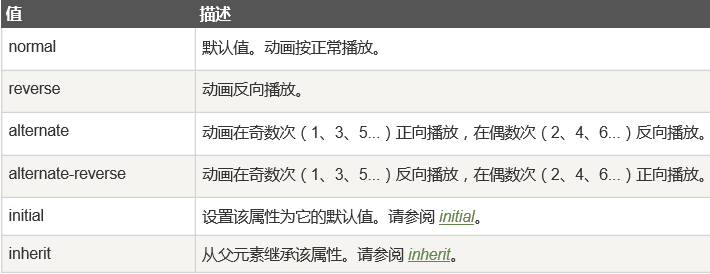 值 描述
normal 默认值。动画按正常播放。
reverse 动画反向播放。
alternate 动画在奇数次（1、3、5...）正向播放，在偶数次（2、4、6...）反向播放。
alternate-reverse 动画在奇数次（1、3、5...）反向播放，在偶数次（2、4、6...）正向播放。
initial 设置该属性为它的默认值。请参阅 initial。
inherit 从父元素继承该属性。请参阅 inherit。